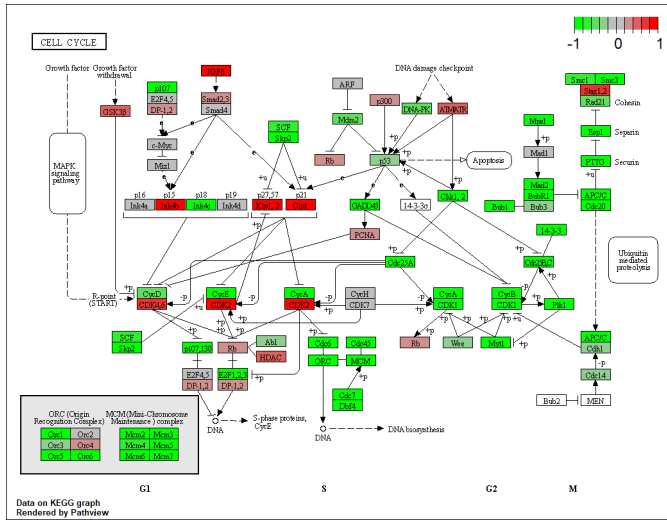 -1 0 1
CELL CYCLE
Growth factor
Growth factor
withdrawal
DNA damage checkpoint
Smc1 Smc3
Stag1,2
Rad21
Cohesin
p107
E2F4,5
DP-1,2
TGFβ
Smad2,3
Smad4
ARF
p300
DNA-PK
ATM/ATR
GSK3β
Mdm2
Mps1
Esp1
Separin
SCF
Skp2
Mad1
c-Myc
Miz1
Rb
p53
Apoptosis
PTTG
Securin
MAPK
signaling
pathway
Mad2
BubR1
Bub3
Bub1
APC/C
Cdc20
p16 p15 p18 p19 p27,57 p21
Ink4a Ink4b Ink4c Ink4d Kip1,2 Cip1
GADD45
14-3-3σ
Chk1,2
PCNA
14-3-3
Cdc25A
Cdc25B,C
Ubiquitin
mediated
proteolysis
R-point
(START)
CycD
CDK4,6
CycE
CDK2
CycA
CDK2
CycH
CDK7
CycA
CDK1
CycB
CDK1
Plk1
SCF
Skp2
p107,130
Rb
Abl
HDAC
Cdc6 Cdc45
ORC MCM
Rb
Wee
Myt1
APC/C
Cdh1
Cdc14
E2F4,5
DP-1,2
E2F1,2,3
DP-1,2
Cdc7
Dbf4
Bub2
MEN
DNA
S-phase proteins,
CycE
DNA
DNA biosynthesis
ORC (Origin
Recognition Complex)
MCM (Mini-Chromosome
Maintenance) complex
Orc1 Orc2 Mcm2 Mcm3
Orc3 Orc4 Mcm4 Mcm5
Orc5 Orc6 Mcm6 Mcm7
G1 S G2 M
Data on KEGG graph
Rendered by Pathview